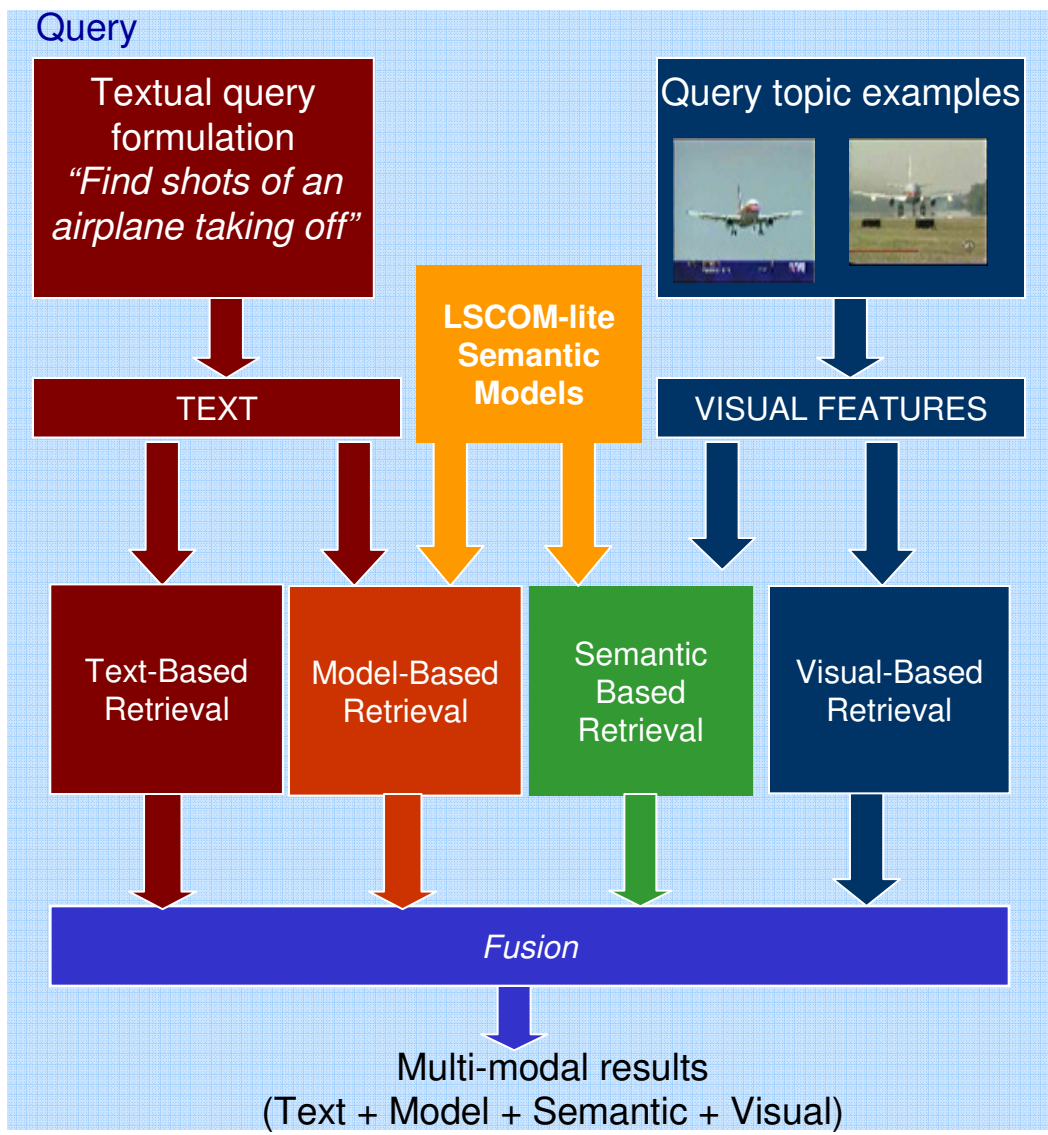 Query
Textual query
formulation
“Find shots of an
airplane taking off”
Query topic examples
LSCOM-lite
Semantic
Models
TEXT
VISUAL FEATURES
Text-Based
Retrieval
Model-Based
Retrieval
Semantic
Based
Retrieval
Visual-Based
Retrieval
Fusion
Multi-modal results
(Text + Model + Semantic + Visual)